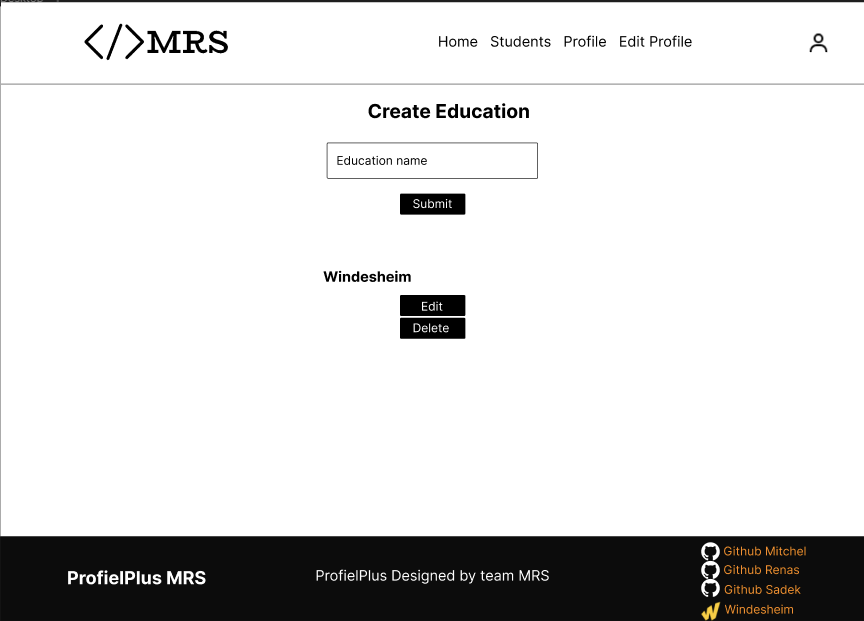 </>MRS
Home Students Profile Edit Profile
Create Education
Education name
Submit
Windesheim
Edit
Delete
ProfielPlus MRS
ProfielPlus Designed by team MRS
Github Mitchel
Github Renas
Github Sadek
Windesheim